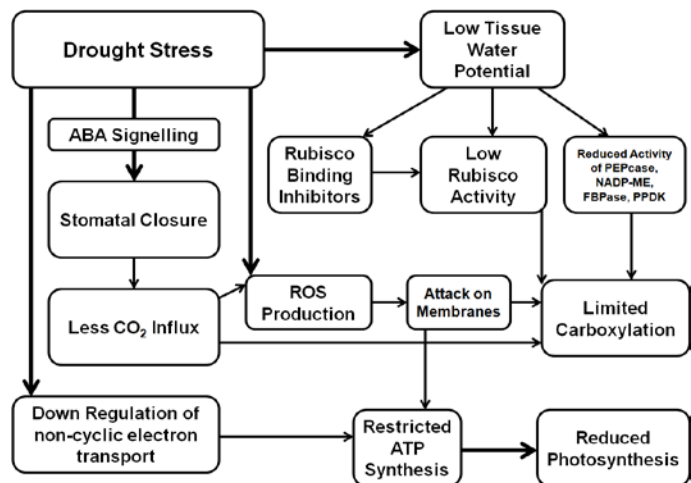 Drought Stress
Low Tissue
Water
Potential
ABA Signelling
Rubisco
Binding
Inhibitors
Low
Rubisco
Activity
Reduced Activity
of PEPcase,
NADP-ME,
FBPase, PPDK
Stomatal Closure
Less CO₂ Influx
ROS
Production
Attack on
Membranes
Limited
Carboxylation
Down Regulation of
non-cyclic electron
transport
Restricted
ATP
Synthesis
Reduced
Photosynthesis